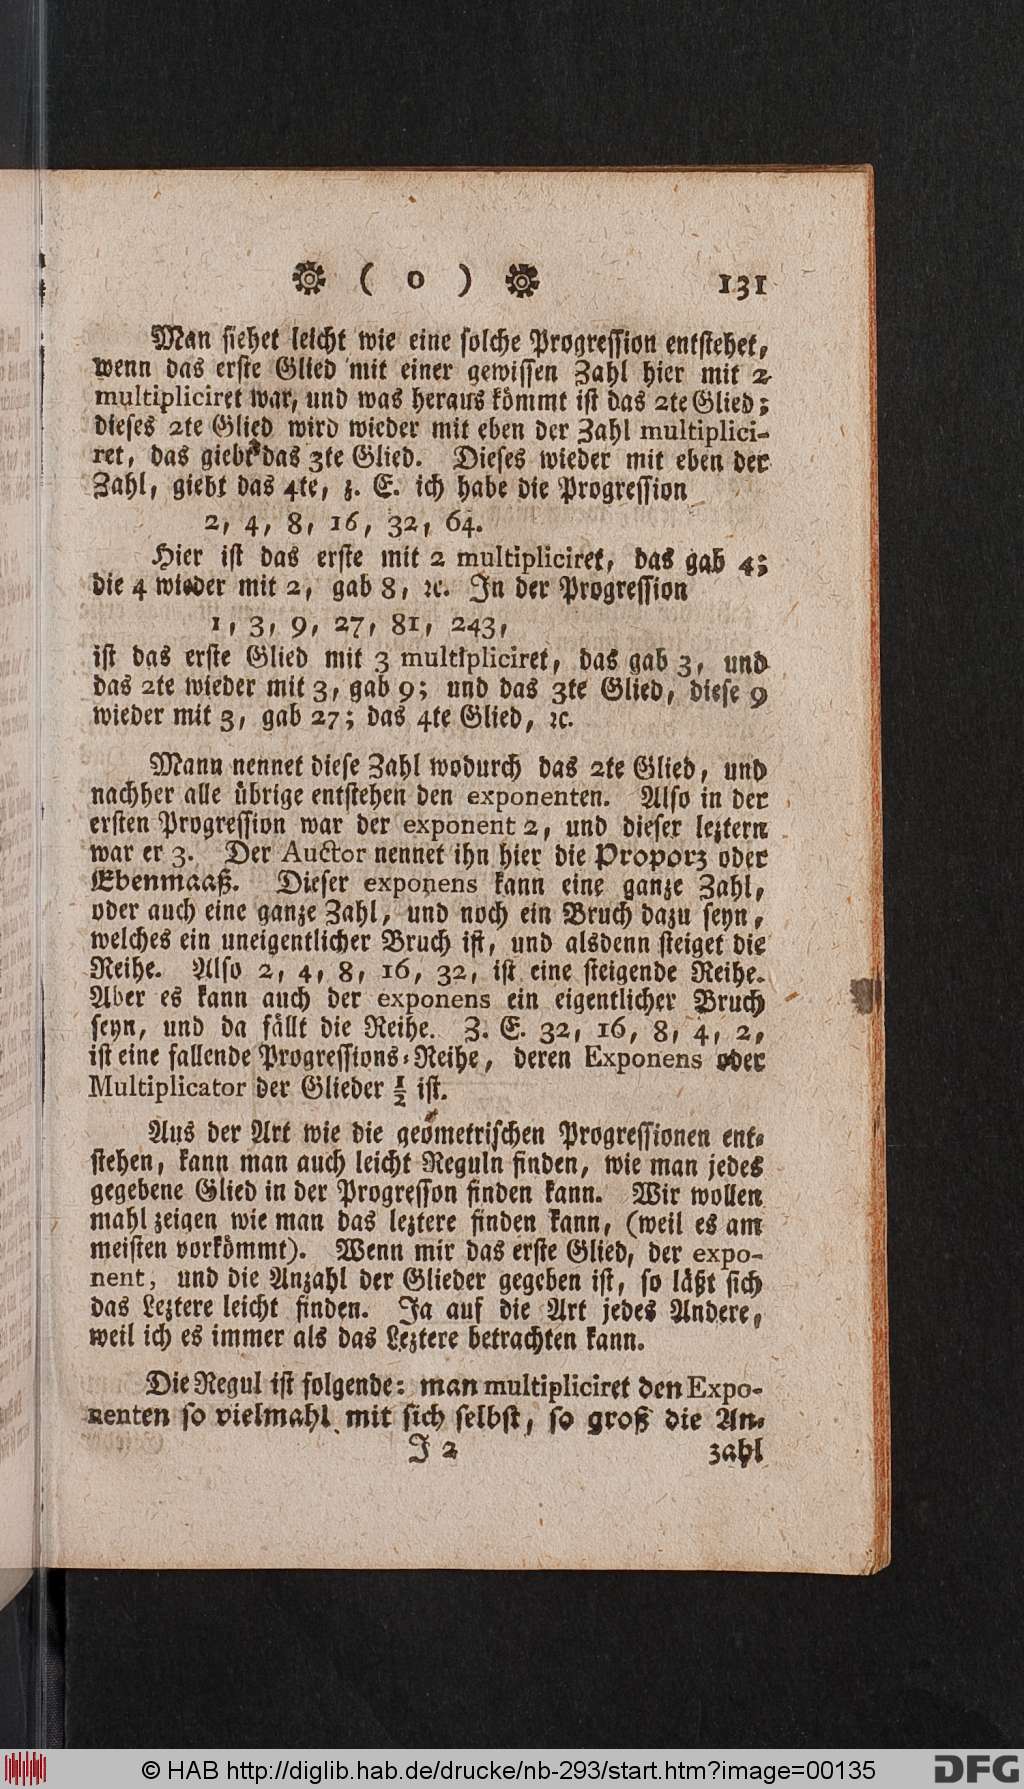 ( o ) 131
Man siehet leicht wie eine solche Progression entstehet,
wenn das erste Glied mit einer gewissen Zahl hier mit 2
multipliciret war, und was heraus kömmt ist das 2te Glied;
dieses 2te Glied wird wieder mit eben der Zahl multiplici-
ret, das giebt das 3te Glied. Dieses wieder mit eben der
Zahl, giebt das 4te, z. E. ich habe die Progression
2, 4, 8, 16, 32, 64.
Hier ist das erste mit 2 multipliciret, das gab 4;
die 4 wieder mit 2, gab 8, ꝛc. In der Progression
1, 3, 9, 27, 81, 243,
ist das erste Glied mit 3 multipliciret, das gab 3, und
das 2te wieder mit 3, gab 9; und das 3te Glied, diese 9
wieder mit 3, gab 27; das 4te Glied, ꝛc.
Mann nennet diese Zahl wodurch das 2te Glied, und
nachher alle übrige entstehen den exponenten. Also in der
ersten Progression war der exponent 2, und dieser leztern
war er 3. Der Auctor nennet ihn hier die Proporz oder
Ebenmaaß. Dieser exponens kann eine ganze Zahl,
oder auch eine ganze Zahl, und noch ein Bruch dazu seyn,
welches ein uneigentlicher Bruch ist, und alsdenn steiget die
Reihe. Also 2, 4, 8, 16, 32, ist eine steigende Reihe.
Aber es kann auch der exponens ein eigentlicher Bruch
seyn, und da fällt die Reihe. Z. E. 32, 16, 8, 4, 2,
ist eine fallende Progressions-Reihe, deren Exponens oder
Multiplicator der Glieder ½ ist.
Aus der Art wie die geometrischen Progressionen ent-
stehen, kann man auch leicht Reguln finden, wie man jedes
gegebene Glied in der Progresson finden kann. Wir wollen
mahl zeigen wie man das leztere finden kann, (weil es am
meisten vorkömmt). Wenn mir das erste Glied, der expo-
nent, und die Anzahl der Glieder gegeben ist, so läßt sich
das Leztere leicht finden. Ja auf die Art jedes Andere,
weil ich es immer als das Leztere betrachten kann.
Die Regul ist folgende: man multipliciret den Expo-
nenten so vielmahl mit sich selbst, so groß die An-
J 2 zahl
© HAB http://diglib.hab.de/drucke/nb-293/start.htm?image=00135 DFG